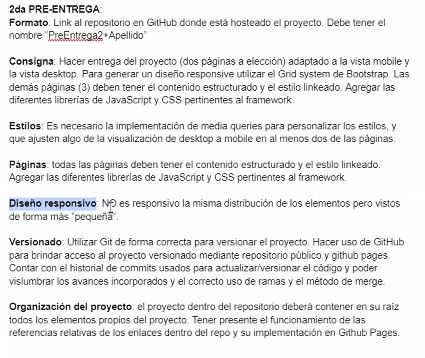 2da PRE-ENTREGA:
Formato: Link al repositorio en GitHub donde está hosteado el proyecto. Debe tener el
nombre “PreEntrega2+Apellido”
Consigna: Hacer entrega del proyecto (dos páginas a elección) adaptado a la vista mobile y
la vista desktop. Para generar un diseño responsive utilizar el Grid system de Bootstrap. Las
demás páginas (3) deben tener el contenido estructurado y el estilo linkeado. Agregar las
diferentes librerías de JavaScript y CSS pertinentes al framework.
Estilos: Es necesario la implementación de media queries para personalizar los estilos, y
que ajusten algo de la visualización de desktop a mobile en al menos dos de las páginas.
Páginas: todas las páginas deben tener el contenido estructurado y el estilo linkeado.
Agregar las diferentes librerías de JavaScript y CSS pertinentes al framework.
Diseño responsivo: NO es responsivo la misma distribución de los elementos pero vistos
de forma más “pequeña”.
Versionado: Utilizar Git de forma correcta para versionar el proyecto. Hacer uso de GitHub
para brindar acceso al proyecto versionado mediante repositorio público y github pages.
Contar con el historial de commits usados para actualizar/versionar el código y poder
vislumbrar los avances incorporados y el correcto uso de ramas y el método de merge.
Organización del proyecto: el proyecto dentro del repositorio deberá contener en su raíz
todos los elementos propios del proyecto. Tener presente el funcionamiento de las
referencias relativas de los enlaces dentro del repo y su implementación en Github Pages.